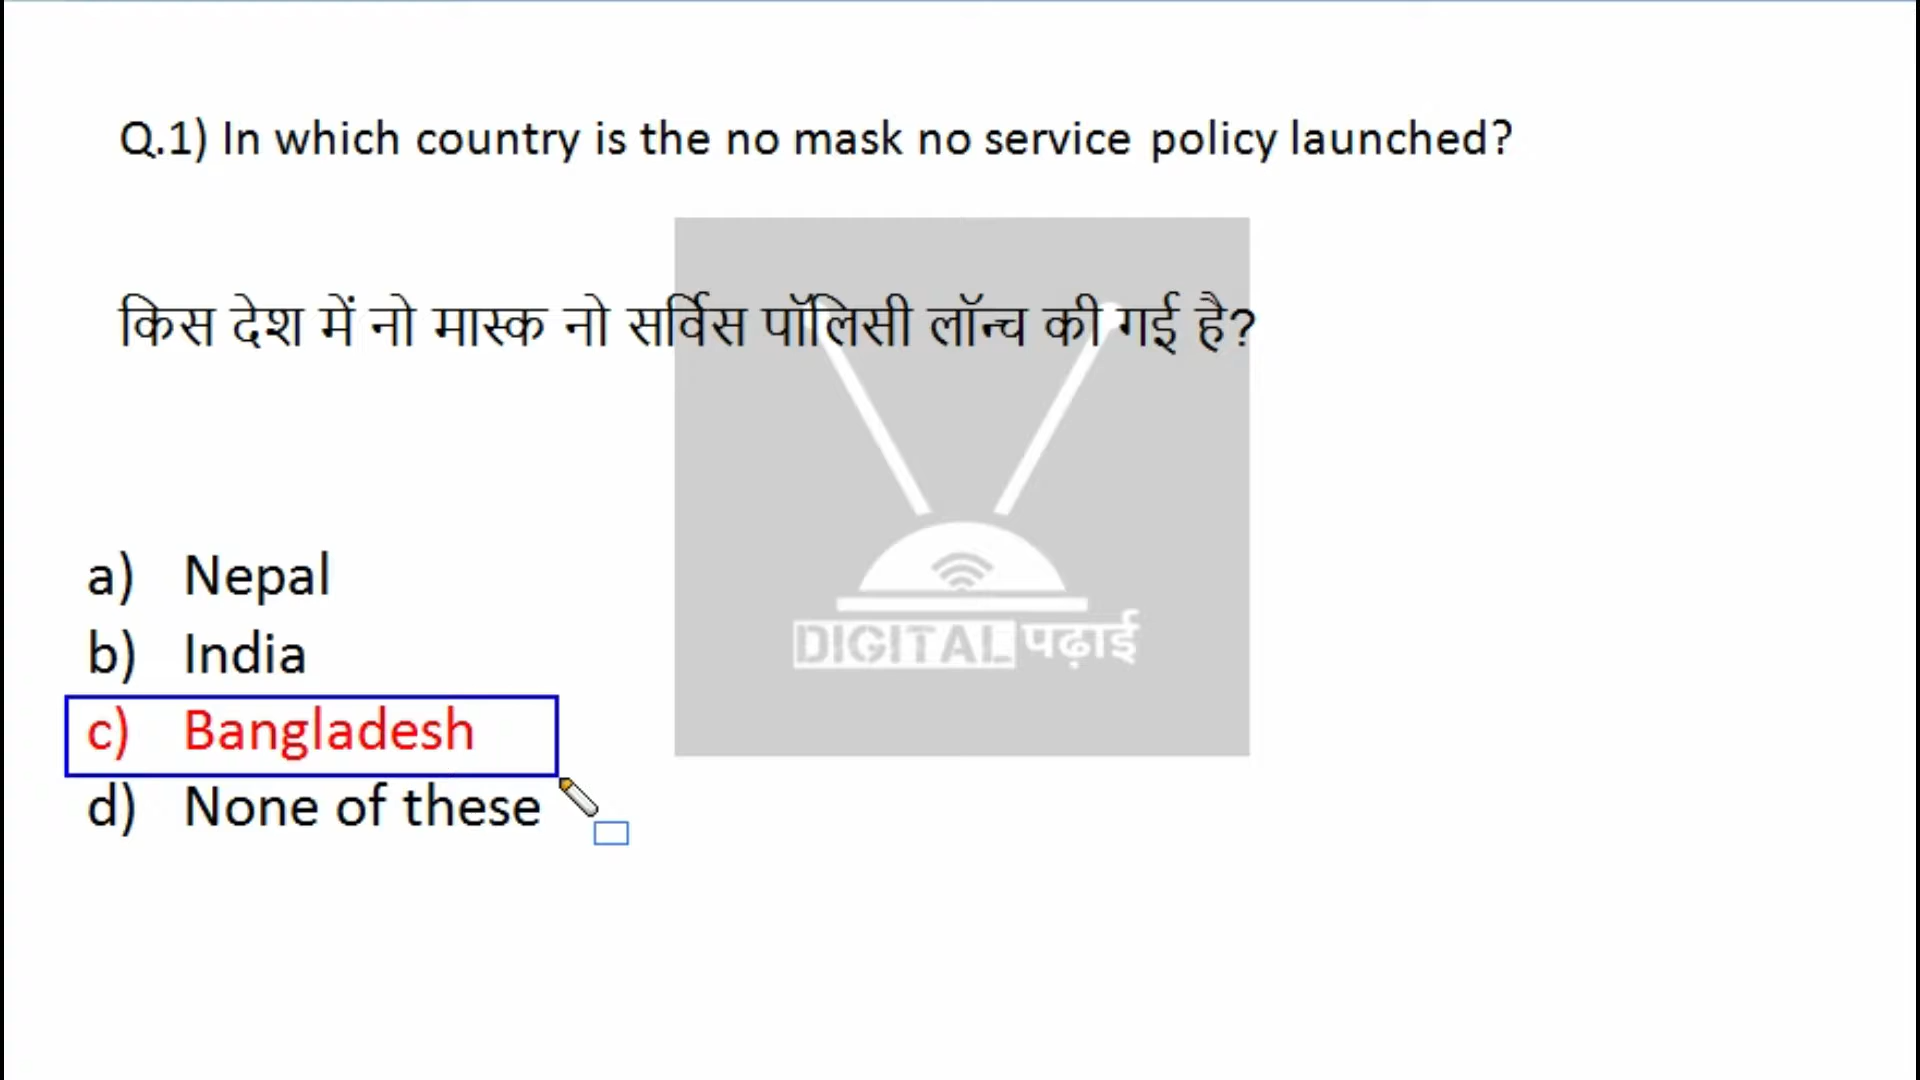 Q.1) In which country is the no mask no service policy launched?
किस देश में नो मास्क नो सर्विस पॉलिसी लॉन्च की गई है?
a) Nepal
b) India
c) Bangladesh
d) None of these
DIGITAL पढ़ाई